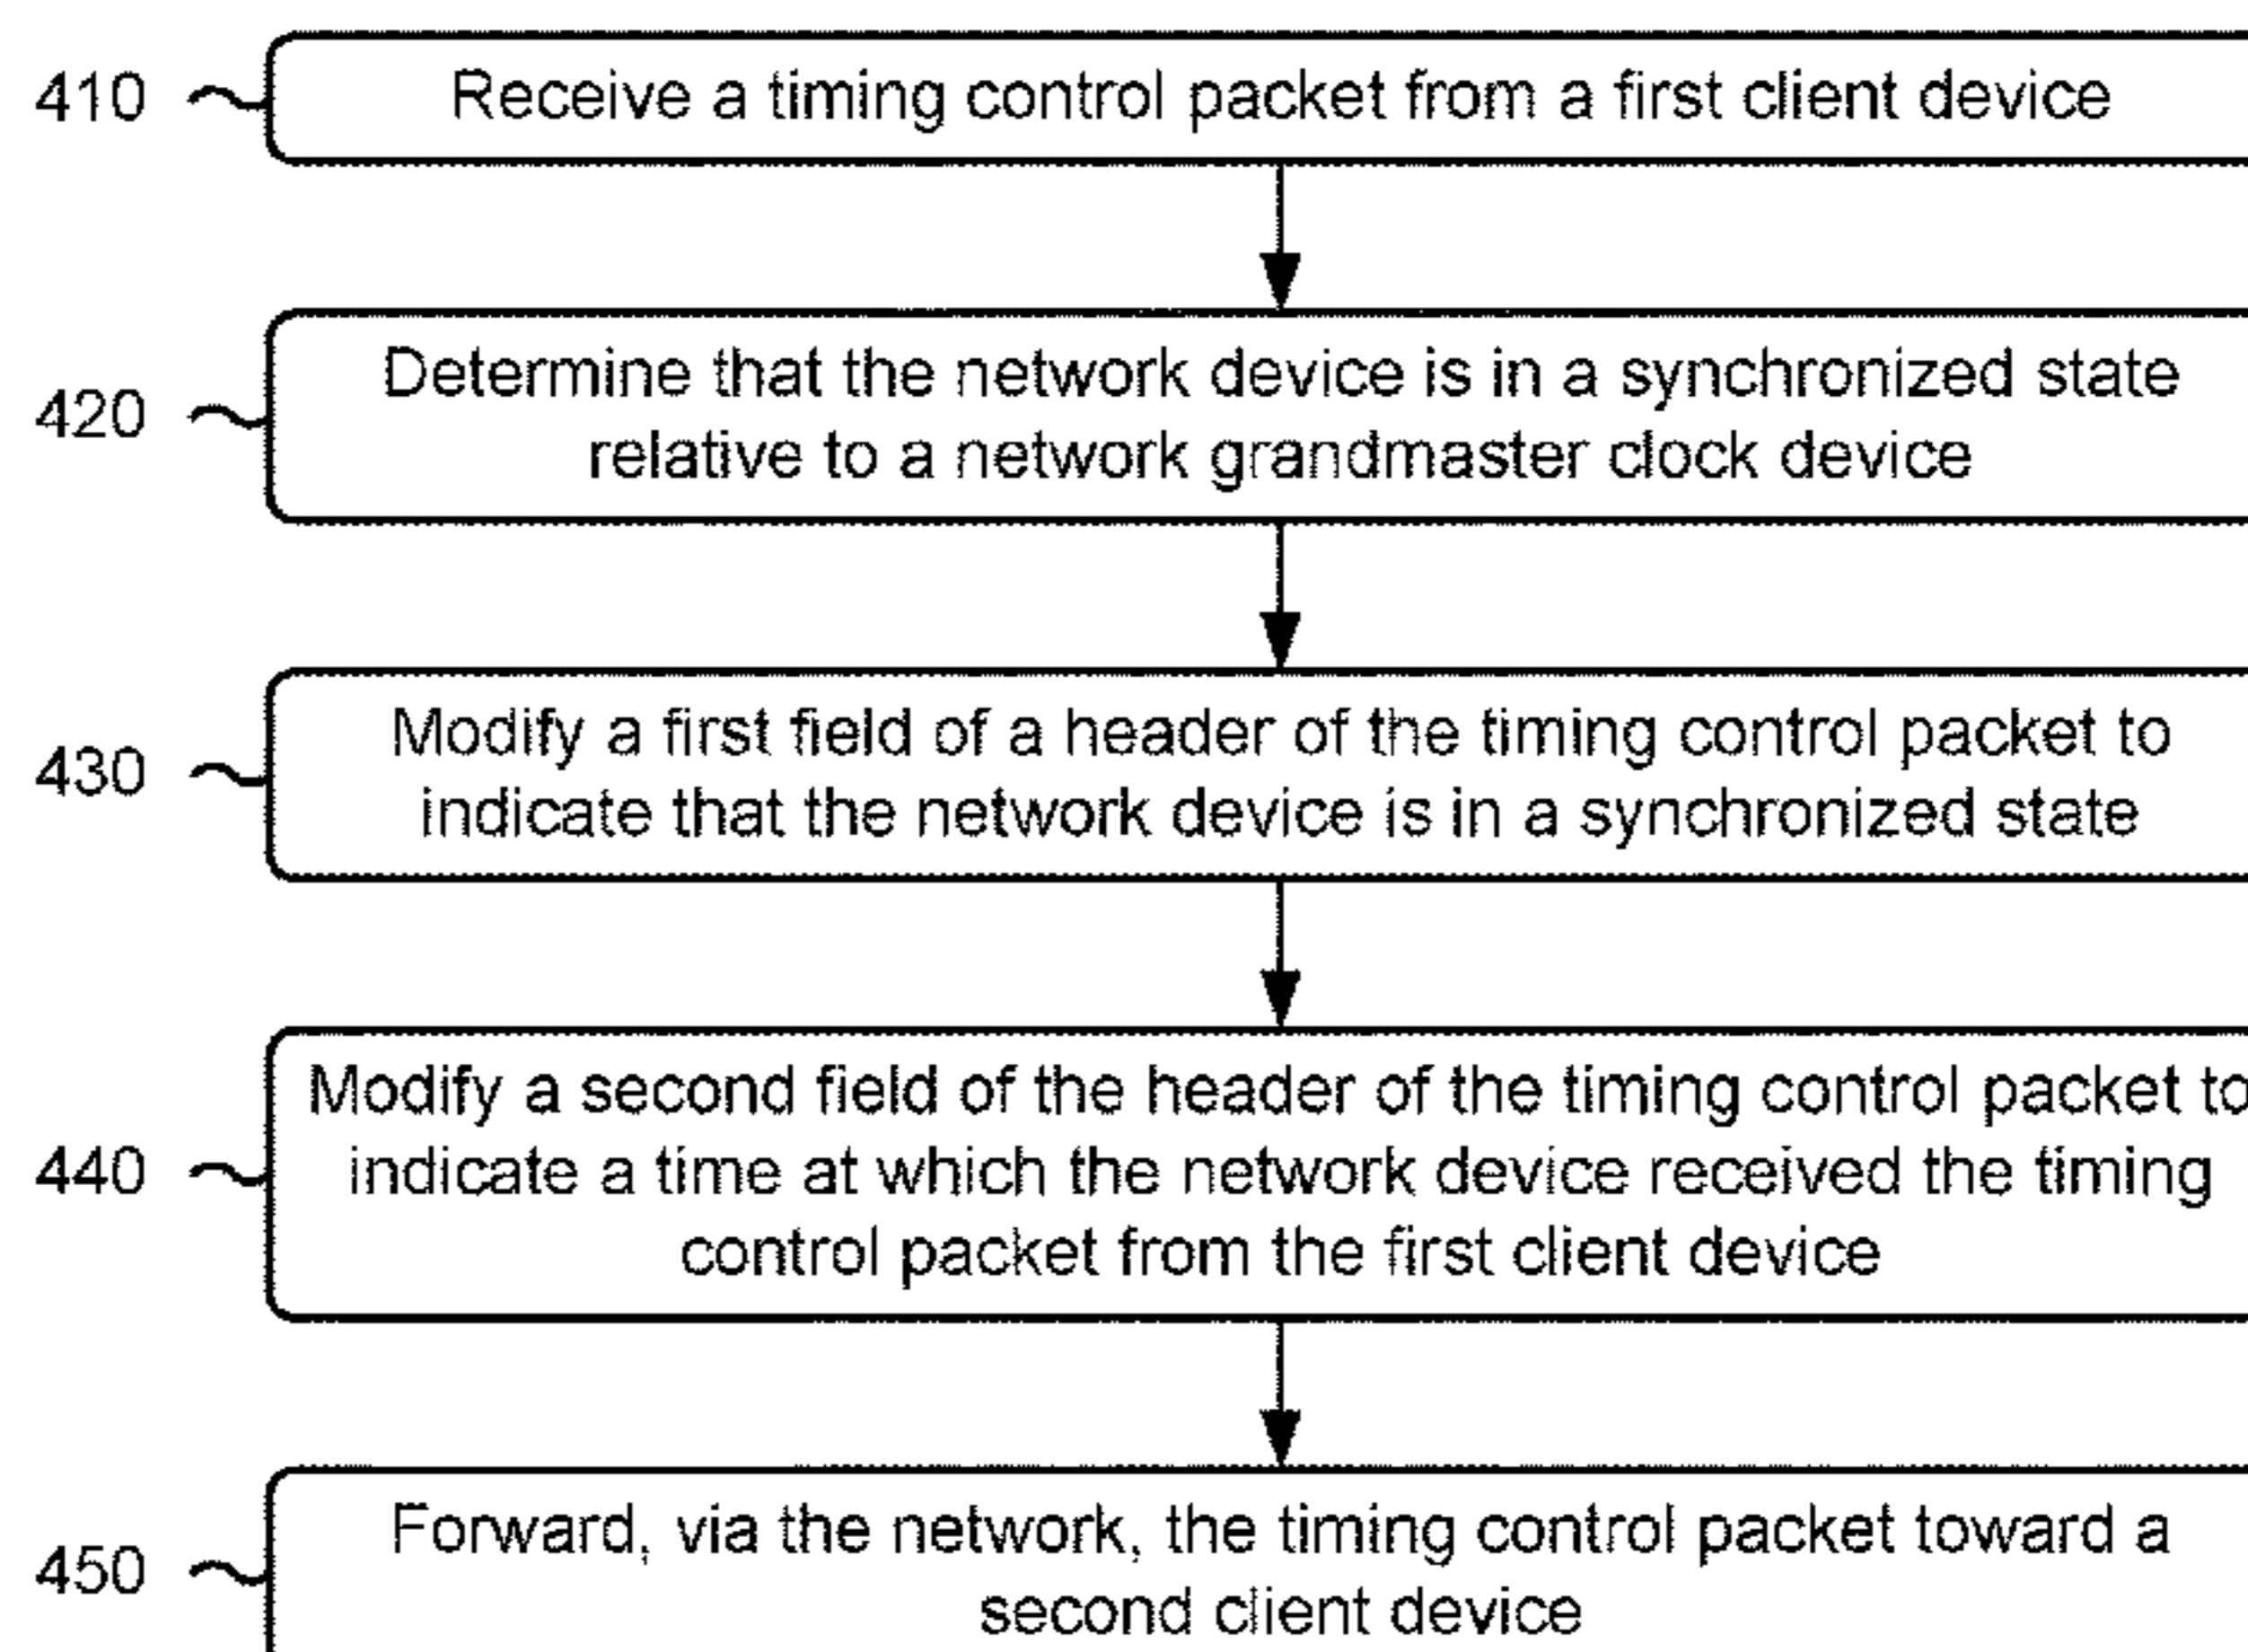 410 Receive a timing control packet from a first client device
Determine that the network device is in a synchronized state
420
relative to a network grandmaster clock device
Modify a first field of a header of the timing control packet to
430
indicate that the network device is in a synchronized state
Modify a second field of the header of the timing control packet to
440 indicate a time at which the network device received the timing
control packet from the first client device
Forward, via the network, the timing control packet toward a
450
second client device